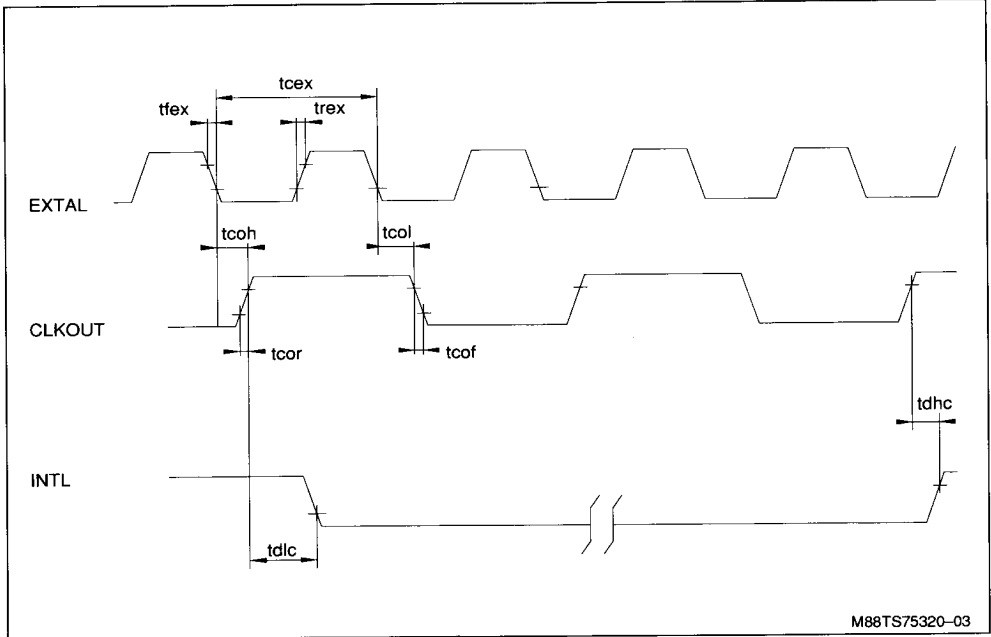 tcex
tfex
trex
EXTAL
tcoh
tcol
CLKOUT
tcor
tcof
tdhc
INTL
tdlc
M88TS75320-03